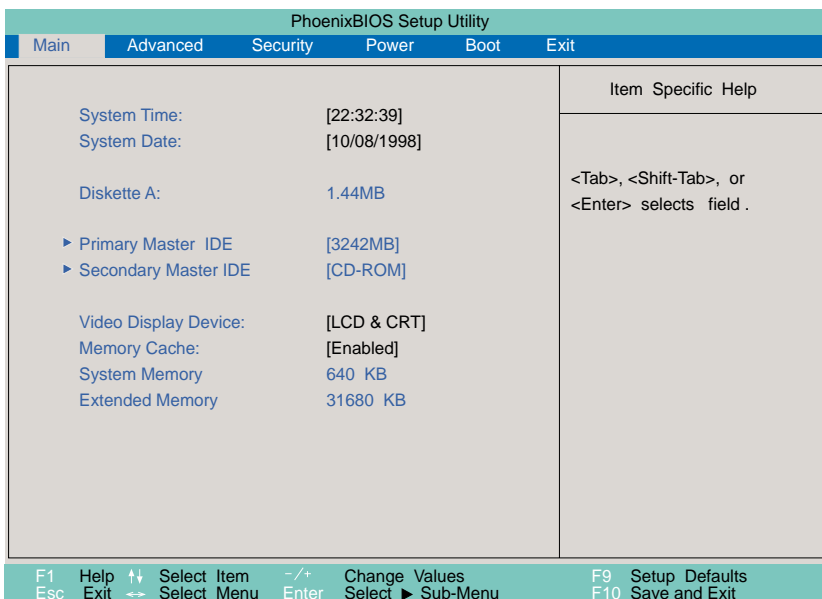 PhoenixBIOS Setup Utility
Main Advanced Security Power Boot Exit
Item Specific Help
System Time: [22:32:39]
System Date: [10/08/1998]
<Tab>, <Shift-Tab>, or
Diskette A: 1.44MB
<Enter> selects field .
Primary Master IDE [3242MB]
Secondary Master IDE [CD-ROM]
Video Display Device: [LCD & CRT]
Memory Cache: [Enabled]
System Memory 640 KB
Extended Memory 31680 KB
F1 Help ↑↓ Select Item -/+ Change Values F9 Setup Defaults
Esc Exit ↔ Select Menu Enter Select ▶ Sub-Menu F10 Save and Exit